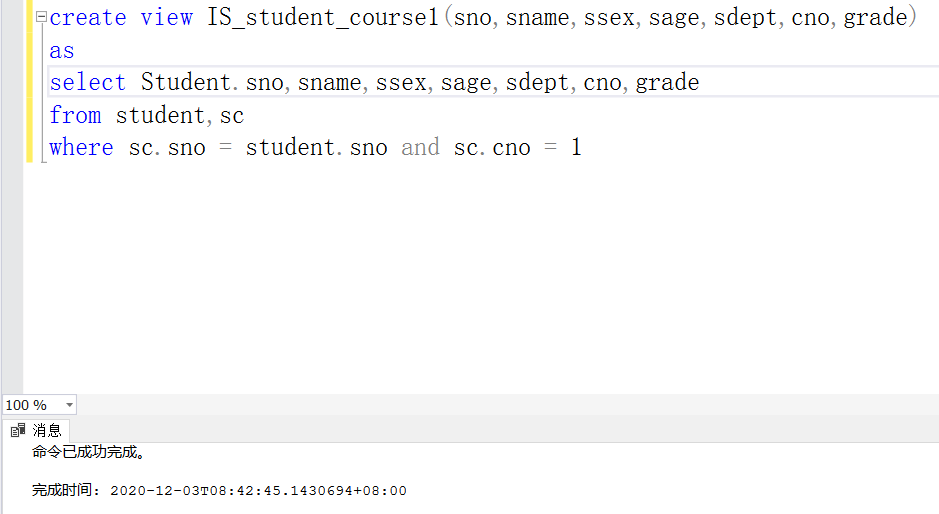 create view IS_student_course1(sno,sname,ssex,sage,sdept,cno,grade)
as
select Student.sno,sname,ssex,sage,sdept,cno,grade
from student,sc
where sc.sno = student.sno and sc.cno = 1
100 %
消息
命令已成功完成。
完成时间: 2020-12-03T08:42:45.1430694+08:00